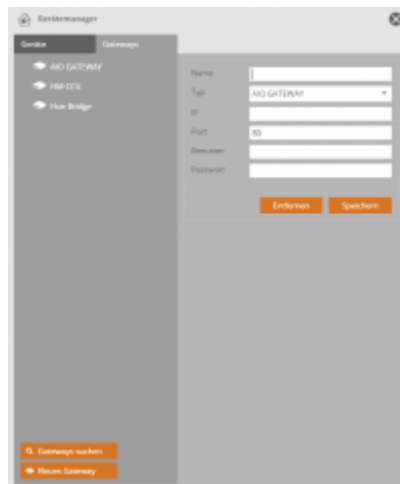 Gerätemanager
Geräte
Gateways
AIO GATEWAY
HM CCU
Hue Bridge
Name
Typ
AIO GATEWAY
IP
Port
80
Benutzer
Passwort
Entfernen
Speichern
Gateways suchen
Neues Gateway